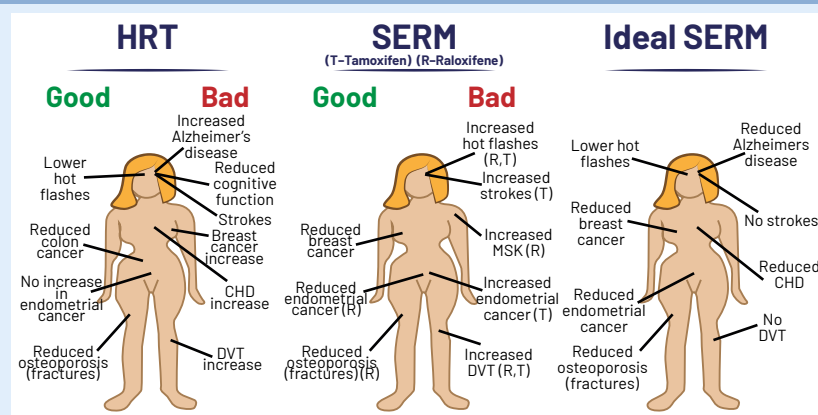 HRT
Good
Bad
Increased
Alzheimer's
disease
Lower
hot
flashes
Reduced
cognitive
function
Strokes
Reduced
colon
cancer
Breast
cancer
increase
No increase
in
endometrial
cancer
CHD
increase
Reduced
osteoporosis
(fractures)
DVT
increase
SERM
(T-Tamoxifen) (R-Raloxifene)
Good
Bad
Increased
hot flashes
(R,T)
Increased
strokes (T)
Reduced
breast
cancer
Increased
MSK (R)
Reduced
endometrial
cancer (R)
Increased
endometrial
cancer (T)
Reduced
osteoporosis
(fractures)(R)
Increased
DVT (R,T)
Ideal SERM
Lower hot
flashes
Reduced
Alzheimers
disease
Reduced
breast
cancer
No strokes
Reduced
CHD
Reduced
endometrial
cancer
No
DVT
Reduced
osteoporosis
(fractures)